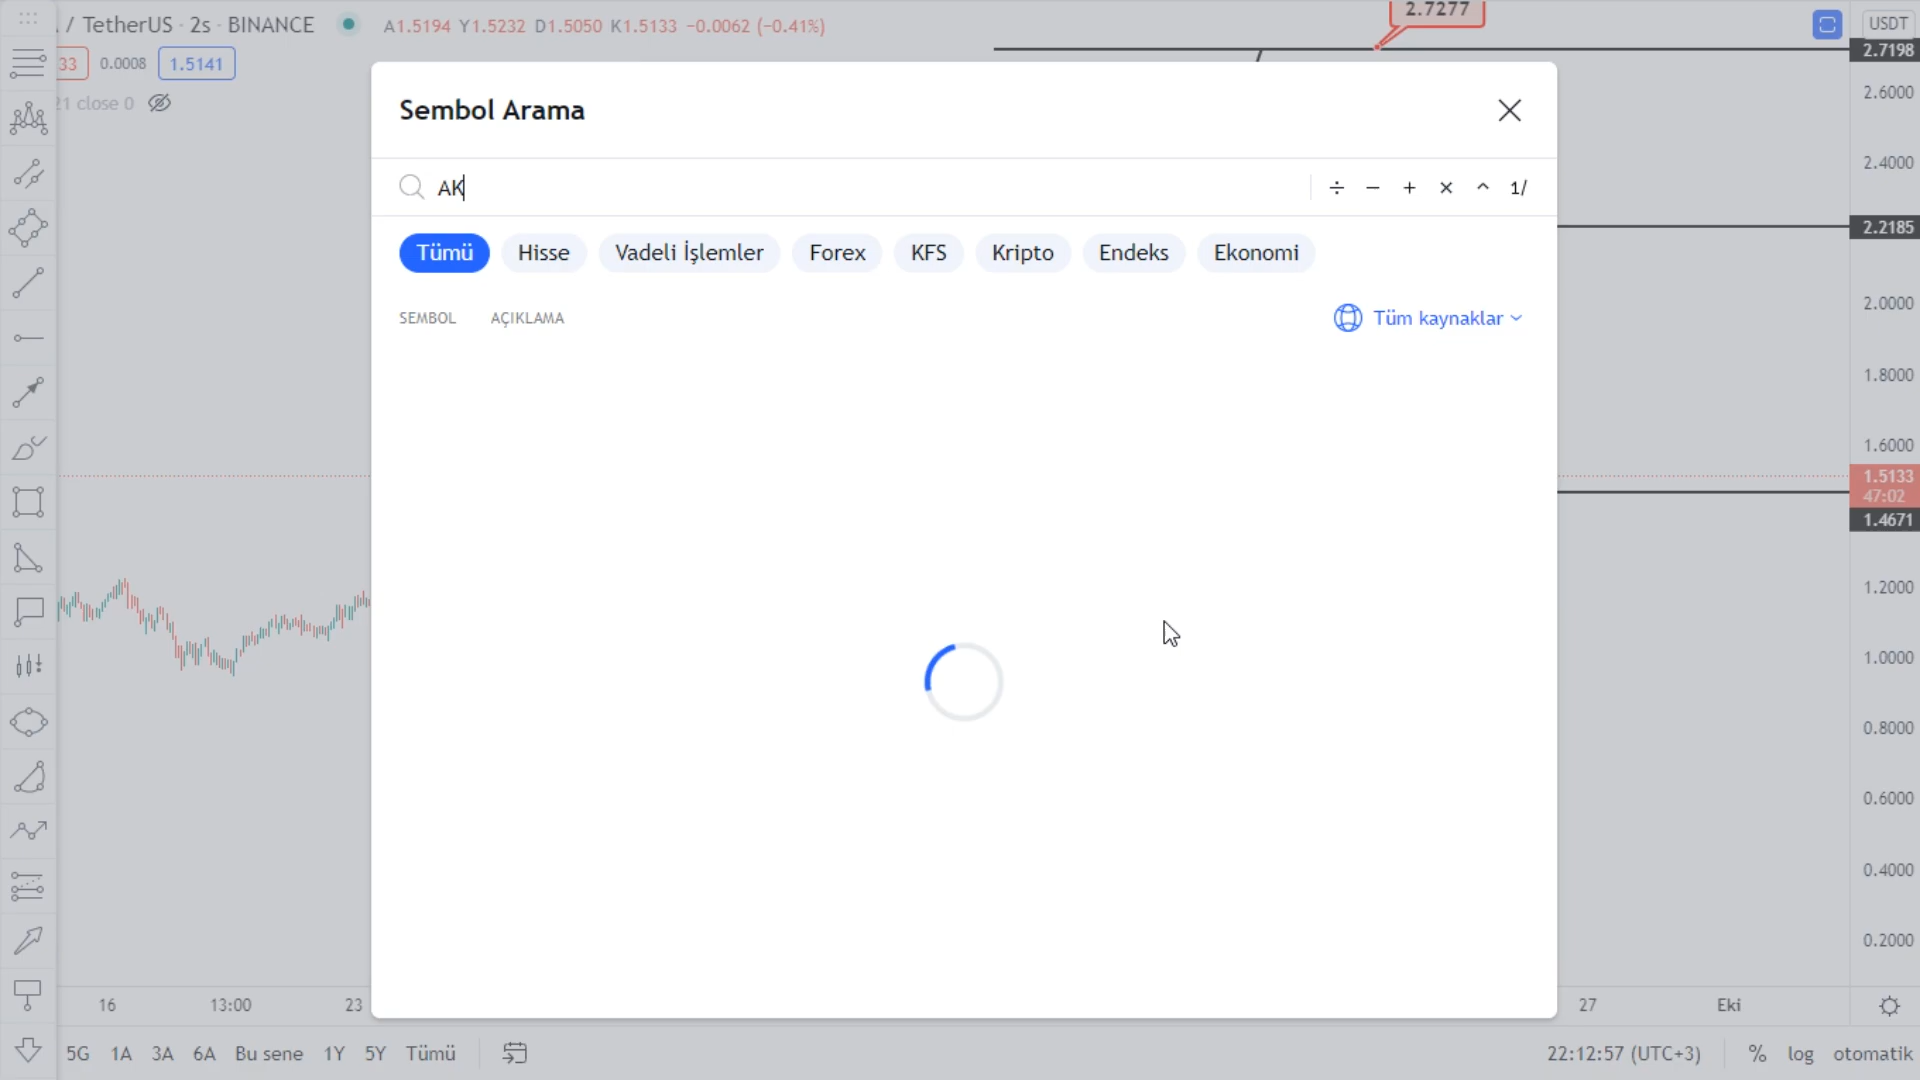 / TetherUS · 2s · BINANCE A1.5194 Y1.5232 D1.5050 K1.5133 −0.0062 (−0.41%)
33 0.0008 1.5141
21 close 0
2.7277
USDT
2.7198
2.6000
2.4000
2.2185
2.0000
1.8000
1.6000
1.5133
47:02
1.4671
1.2000
1.0000
0.8000
0.6000
0.4000
0.2000
Sembol Arama
AK ÷ − + × ^ 1/
Tümü Hisse Vadeli İşlemler Forex KFS Kripto Endeks Ekonomi
SEMBOL AÇIKLAMA Tüm kaynaklar
16 13:00 23 27 Eki
5G 1A 3A 6A Bu sene 1Y 5Y Tümü 22:12:57 (UTC+3) % log otomatik